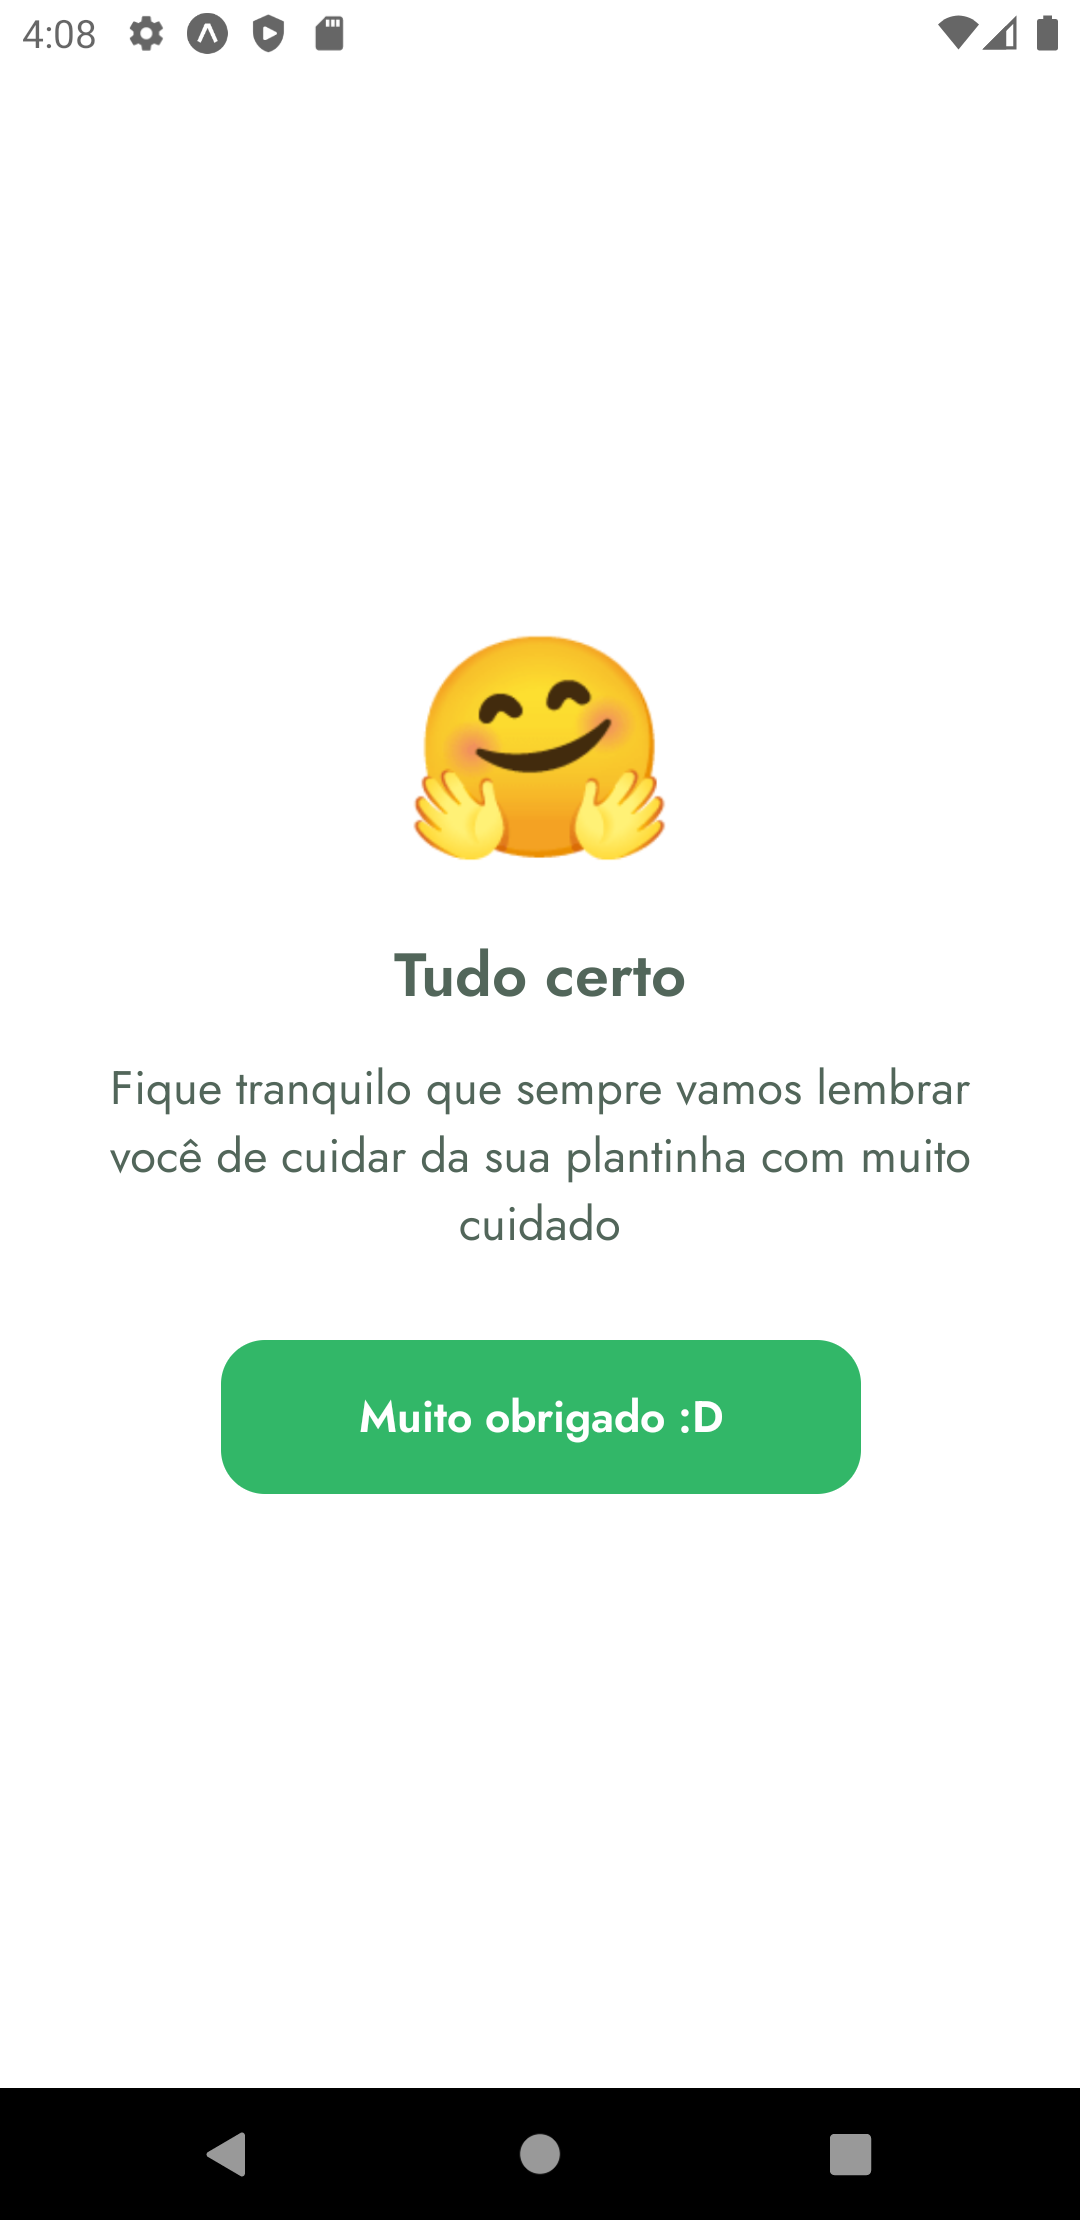 4:08
Tudo certo
Fique tranquilo que sempre vamos lembrar
você de cuidar da sua plantinha com muito
cuidado
Muito obrigado :D